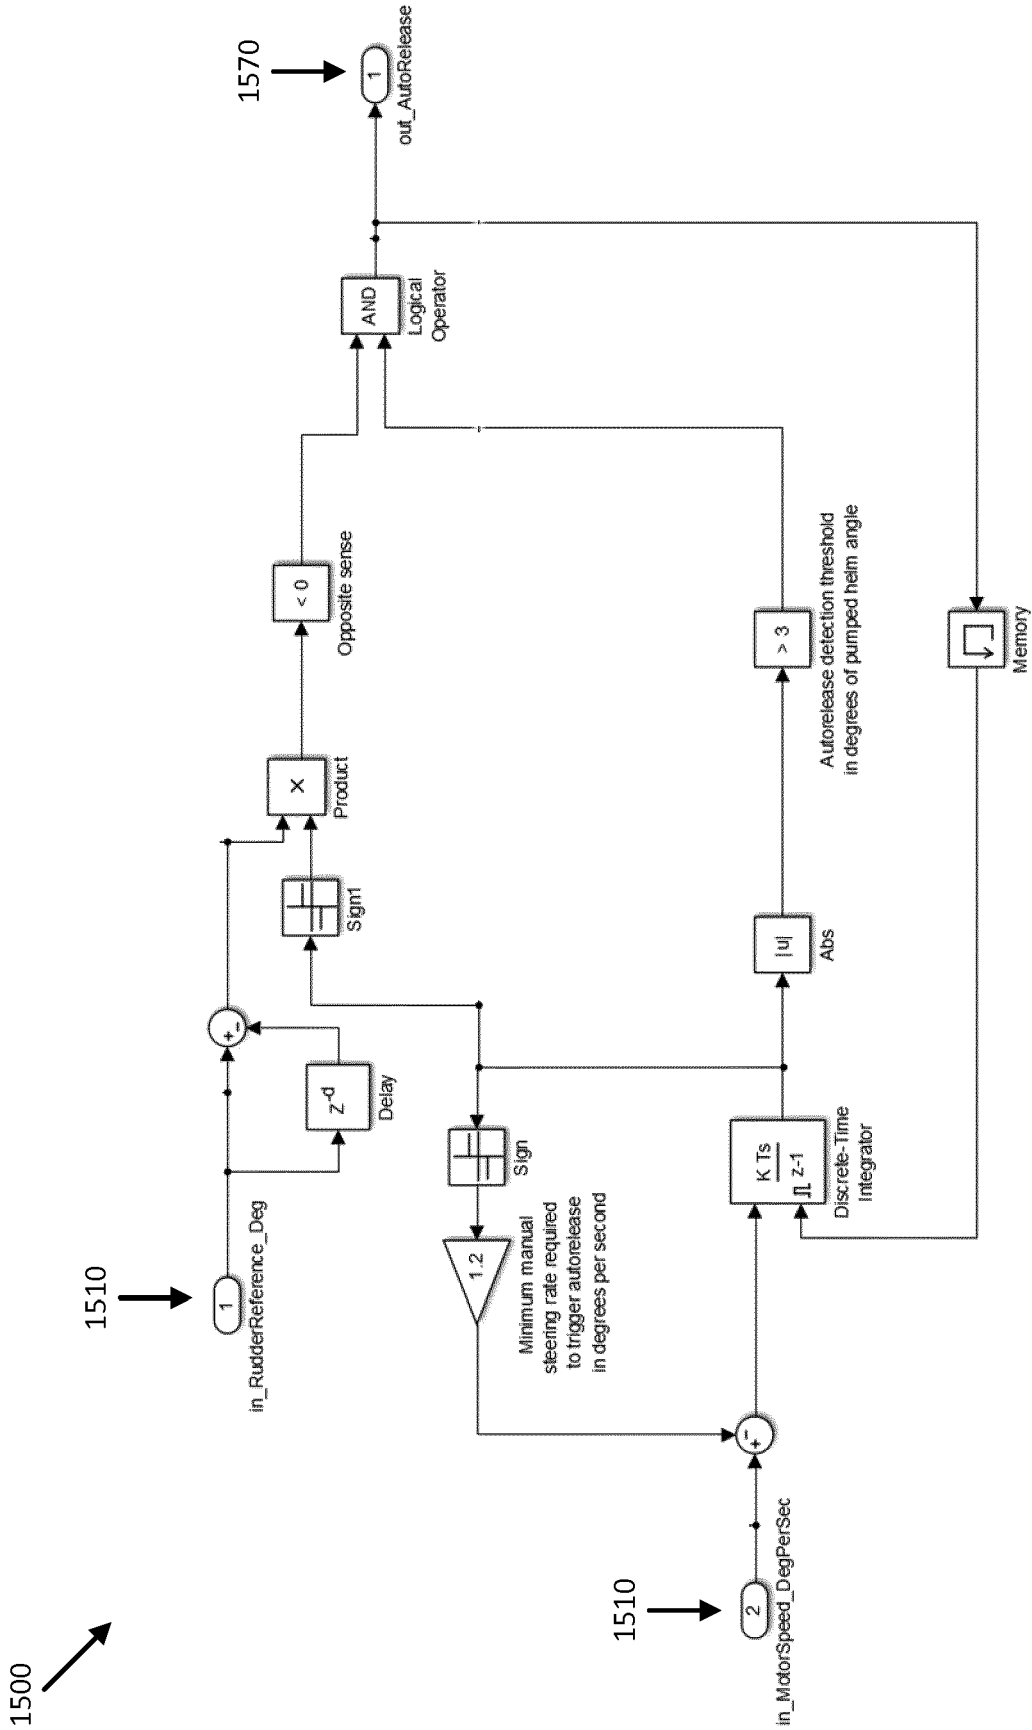 1500
1510
1
in_RudderReference_Deg
Z-d
Delay
+-
Sign1
X
Product
< 0
Opposite sense
AND
Logical
Operator
1570
1
out_AutoRelease
Sign
1.2
Minimum manual
steering rate required
to trigger autorelease
in degrees per second
1510
2
in_MotorSpeed_DegPerSec
+-
K Ts
z-1
Discrete-Time
Integrator
|u|
Abs
> 3
Autorelease detection threshold
in degrees of pumped helm angle
Memory